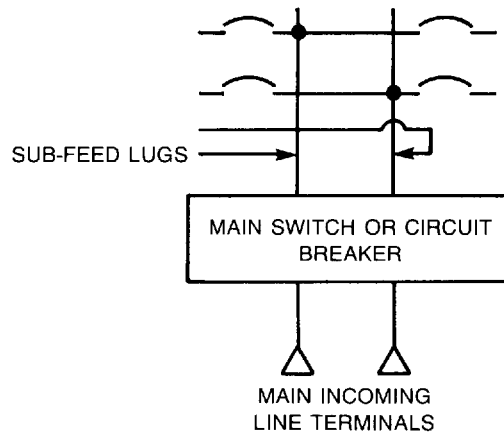 SUB-FEED LUGS
MAIN SWITCH OR CIRCUIT
BREAKER
MAIN INCOMING
LINE TERMINALS